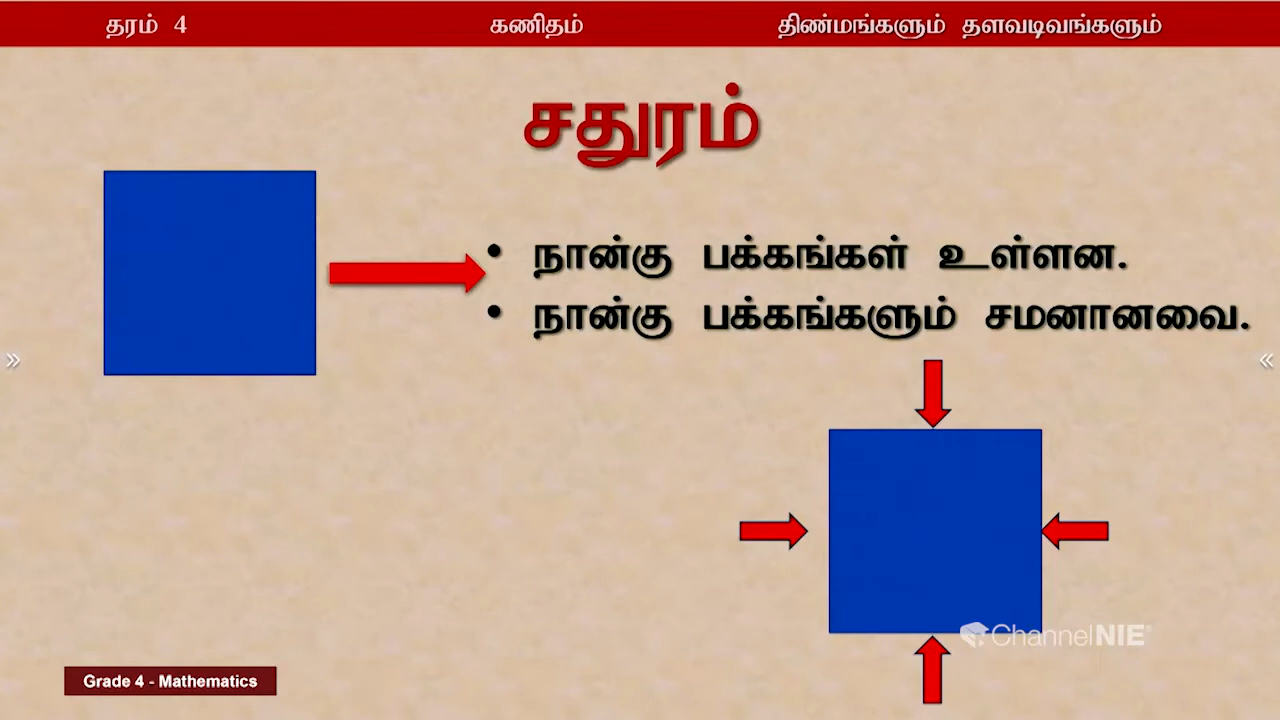 தரம் 4 கணிதம் திண்மங்களும் தளவடிவங்களும்
சதுரம்
• நான்கு பக்கங்கள் உள்ளன.
• நான்கு பக்கங்களும் சமனானவை.
ChannelNIE
Grade 4 - Mathematics